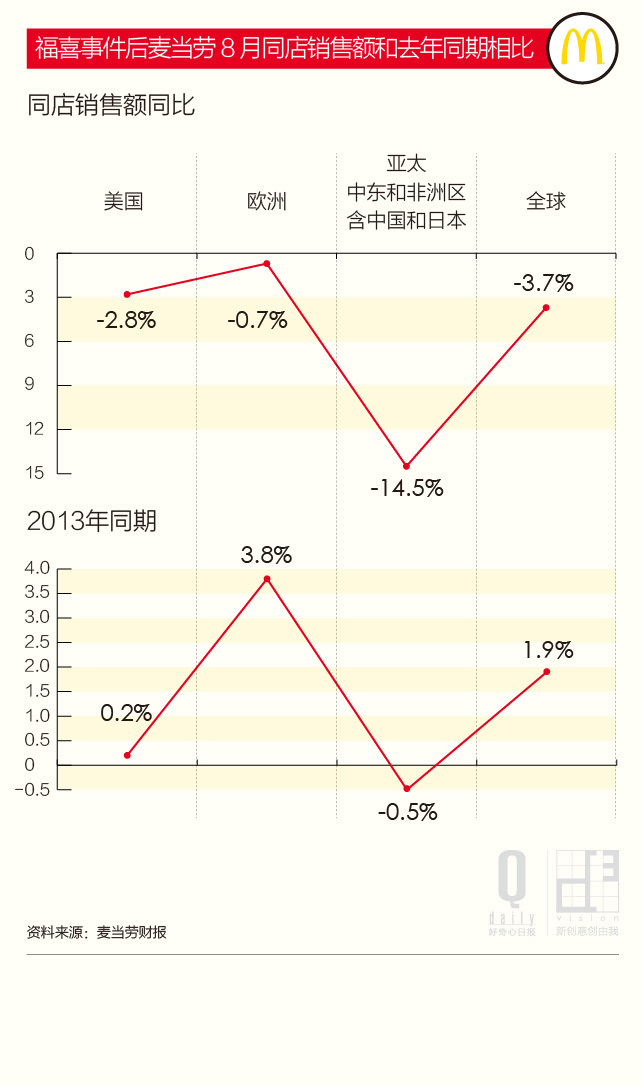 福喜事件后麦当劳 8 月同店销售额和去年同期相比
同店销售额同比
美国
欧洲
亚太
中东和非洲区
含中国和日本
全球
0
3
6
9
12
15
-2.8%
-0.7%
-14.5%
-3.7%
2013年同期
4.0
3.5
3.0
2.5
2.0
1.5
1.0
0.5
0
-0.5
0.2%
3.8%
-0.5%
1.9%
资料来源：麦当劳财报
Q
daily
好奇心日报
vision
新创意创由我